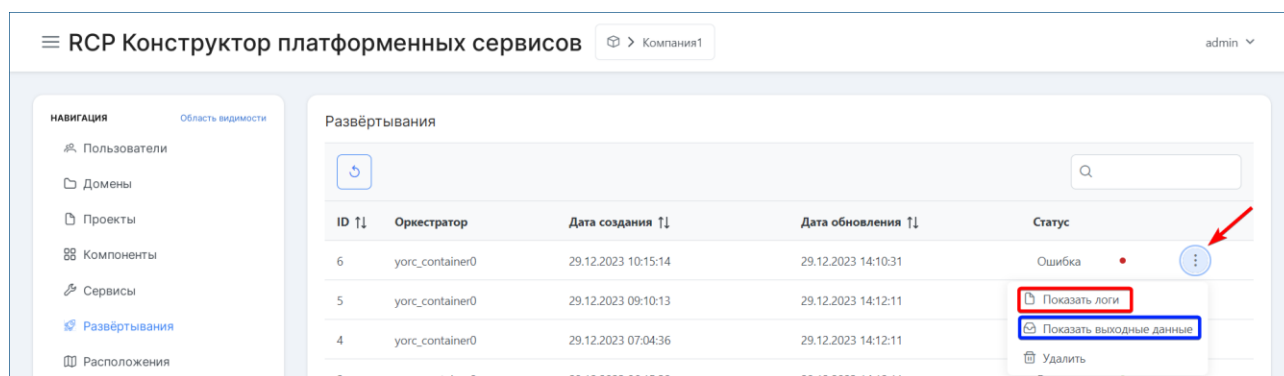 RCP Конструктор платформенных сервисов
Компания1
admin
НАВИГАЦИЯ
Область видимости
Пользователи
Домены
Проекты
Компоненты
Сервисы
Развёртывания
Расположения
Развёртывания
ID Оркестратор Дата создания Дата обновления Статус
6 yorc_container0 29.12.2023 10:15:14 29.12.2023 14:10:31 Ошибка
5 yorc_container0 29.12.2023 09:10:13 29.12.2023 14:12:11
4 yorc_container0 29.12.2023 07:04:36 29.12.2023 14:12:11
Показать логи
Показать выходные данные
Удалить